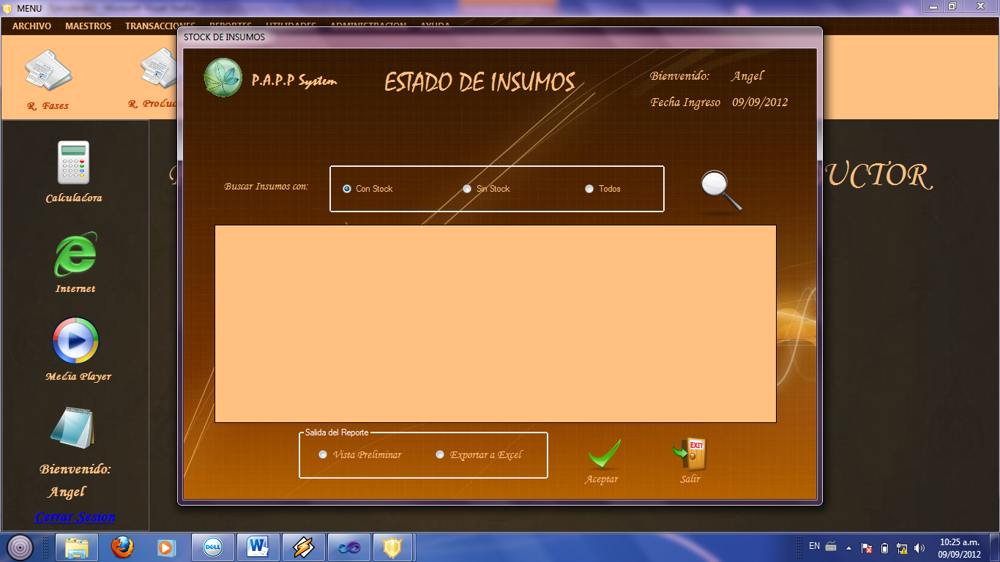 MENU
ARCHIVO MAESTROS TRANSACCIONES REPORTES UTILIDADES ADMINISTRACION AYUDA
STOCK DE INSUMOS
P.A.P.P System
ESTADO DE INSUMOS
Bienvenido: Angel
Fecha Ingreso 09/09/2012
R. Fases
R. Produc
UCTOR
Buscar Insumos con:
Con Stock
Sin Stock
Todos
Calculadora
Internet
Media Player
Bienvenido:
Angel
Cerrar Sesion
Salida del Reporte
Vista Preliminar
Exportar a Excel
Aceptar
EXIT
Salir
DELL
W
EN
10:25 a.m.
09/09/2012